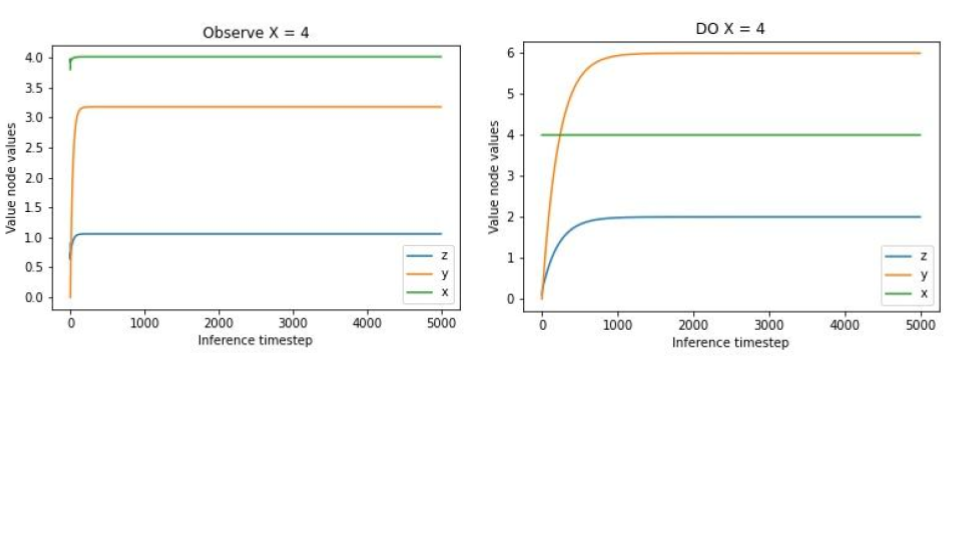 Observe X = 4
Value node values
4.0
3.5
3.0
2.5
2.0
1.5
1.0
0.5
0.0
z
y
x
0 1000 2000 3000 4000 5000
Inference timestep
DO X = 4
Value node values
6
5
4
3
2
1
0
z
y
x
0 1000 2000 3000 4000 5000
Inference timestep